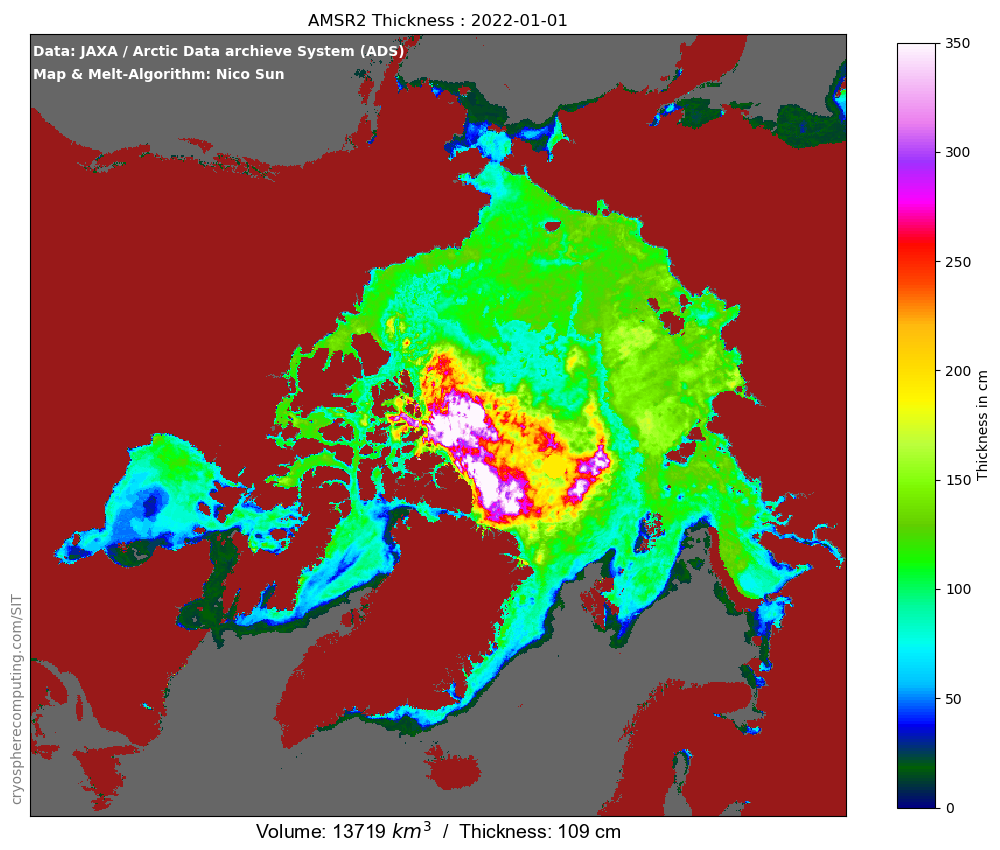 AMSR2 Thickness : 2022-01-01
Data: JAXA / Arctic Data archieve System (ADS)
Map & Melt-Algorithm: Nico Sun
350
300
250
200
150
100
50
0
Thickness in cm
cryospherecomputing.com/SIT
Volume: 13719 km³ / Thickness: 109 cm